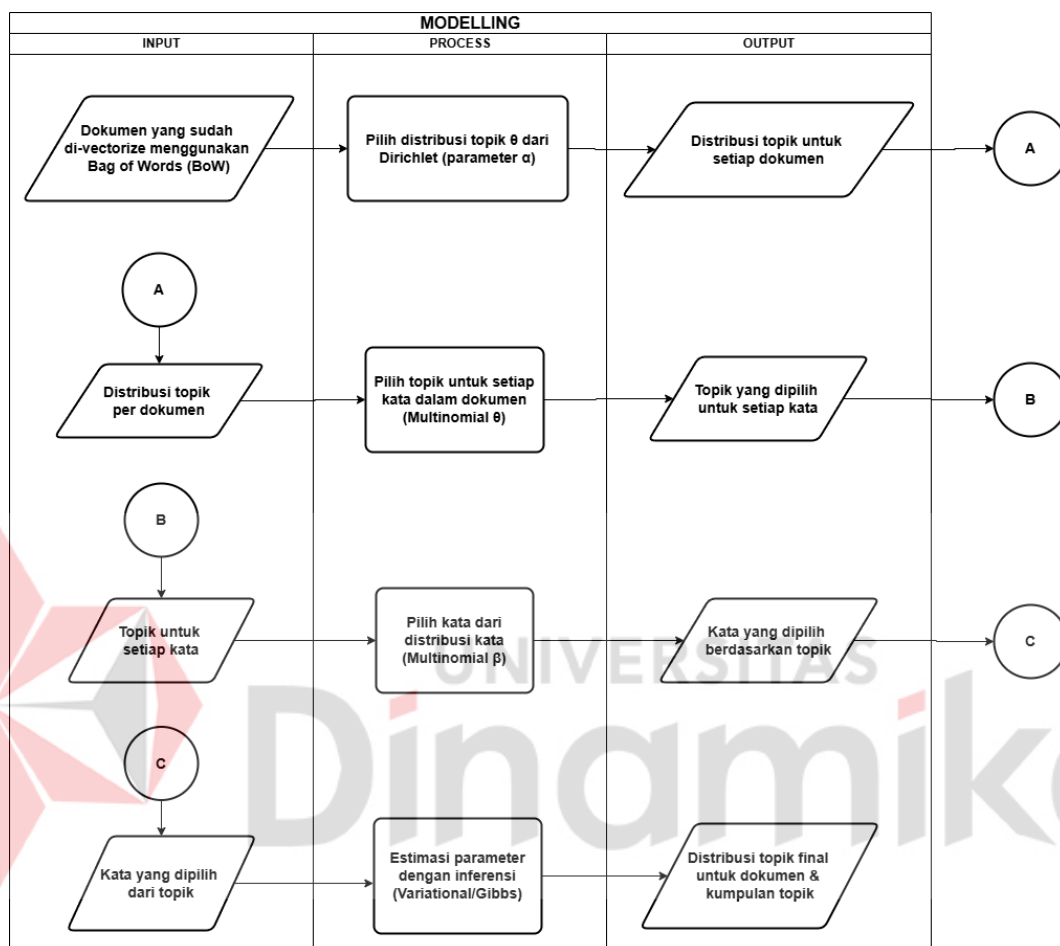 MODELLING
INPUT
PROCESS
OUTPUT
Dokumen yang sudah
di-vectorize menggunakan
Bag of Words (BoW)
Pilih distribusi topik θ dari
Dirichlet (parameter α)
Distribusi topik untuk
setiap dokumen
A
A
Distribusi topik
per dokumen
Pilih topik untuk setiap
kata dalam dokumen
(Multinomial θ)
Topik yang dipilih
untuk setiap kata
B
B
Topik untuk
setiap kata
Pilih kata dari
distribusi kata
(Multinomial β)
Kata yang dipilih
berdasarkan topik
C
UNIVERSITAS
Dinamika
C
Kata yang dipilih
dari topik
Estimasi parameter
dengan inferensi
(Variational/Gibbs)
Distribusi topik final
untuk dokumen &
kumpulan topik